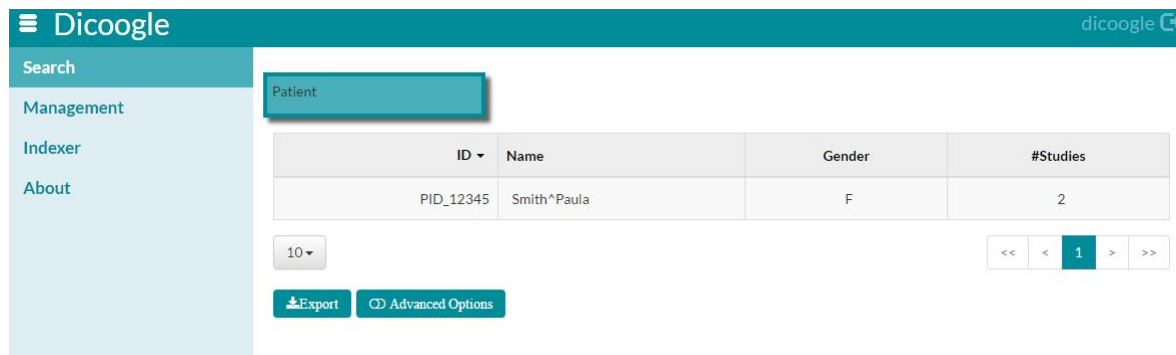 Dicoogle dicoogle
Search
Patient
Management
Indexer
About
ID Name Gender #Studies
PID_12345 Smith^Paula F 2
10 << < 1 > >>
Export Advanced Options